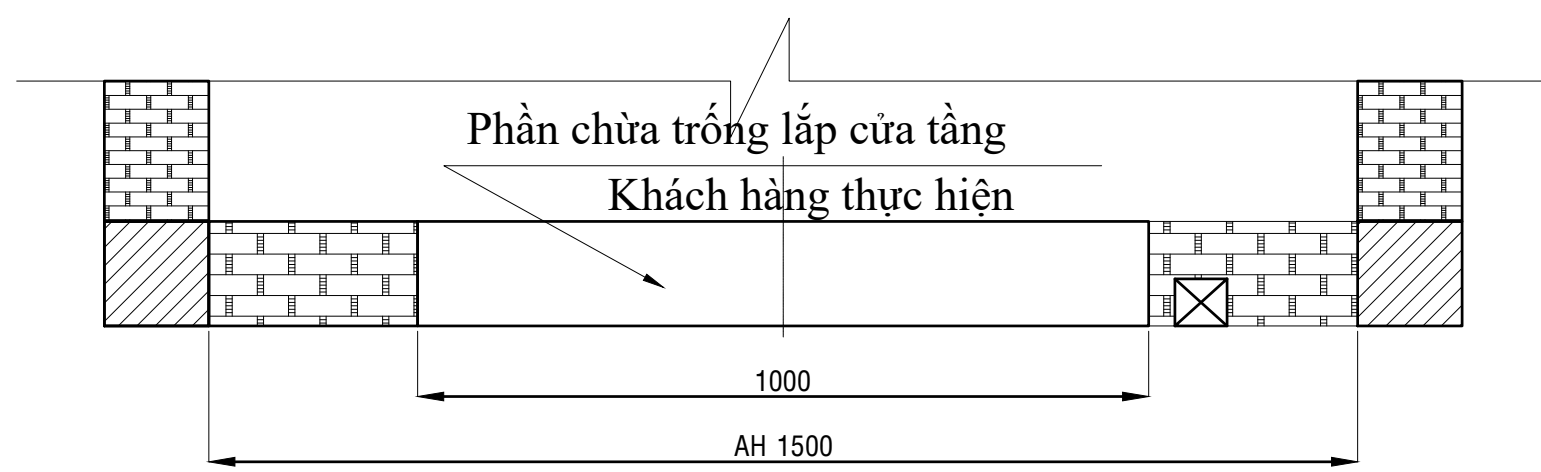 Phần chừa trống lắp cửa tầng
Khách hàng thực hiện
1000
AH 1500